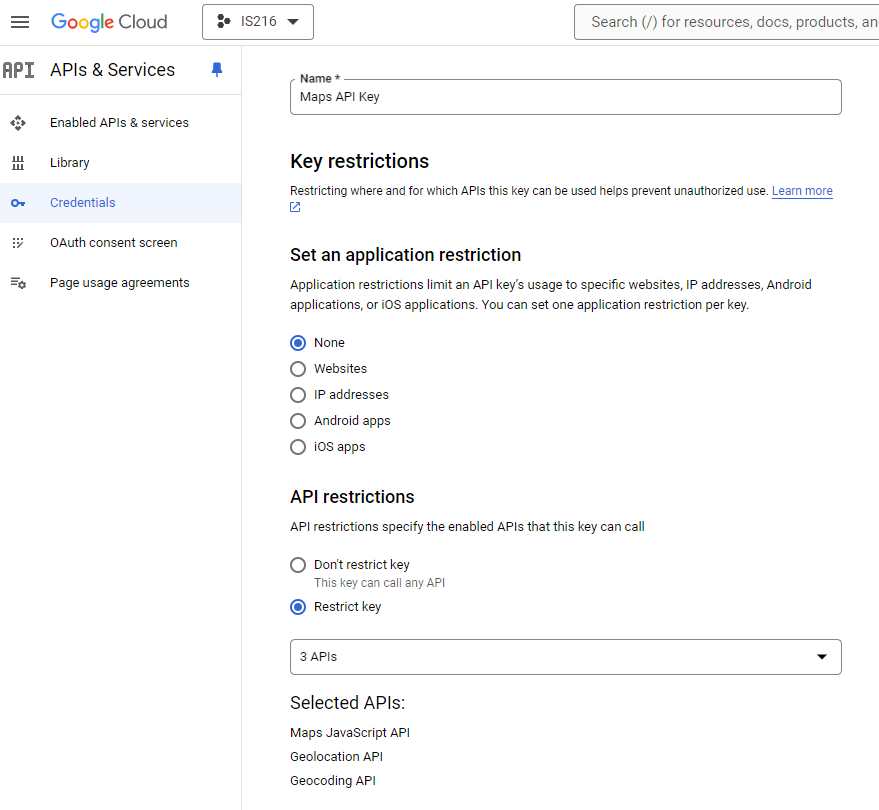 Google Cloud
IS216
Search (/) for resources, docs, products, an
API
APIs & Services
Enabled APIs & services
Library
Credentials
OAuth consent screen
Page usage agreements
Name *
Maps API Key
Key restrictions
Restricting where and for which APIs this key can be used helps prevent unauthorized use. Learn more
Set an application restriction
Application restrictions limit an API key’s usage to specific websites, IP addresses, Android
applications, or iOS applications. You can set one application restriction per key.
None
Websites
IP addresses
Android apps
iOS apps
API restrictions
API restrictions specify the enabled APIs that this key can call
Don't restrict key
This key can call any API
Restrict key
3 APIs
Selected APIs:
Maps JavaScript API
Geolocation API
Geocoding API